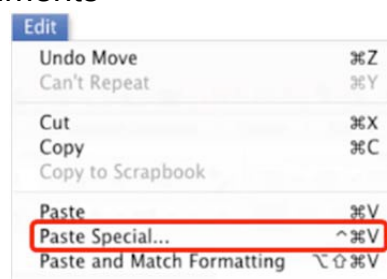 Edit
Undo Move ⌘Z
Can't Repeat ⌘Y
Cut ⌘X
Copy ⌘C
Copy to Scrapbook
Paste ⌘V
Paste Special... ^⌘V
Paste and Match Formatting ⌥⇧⌘V